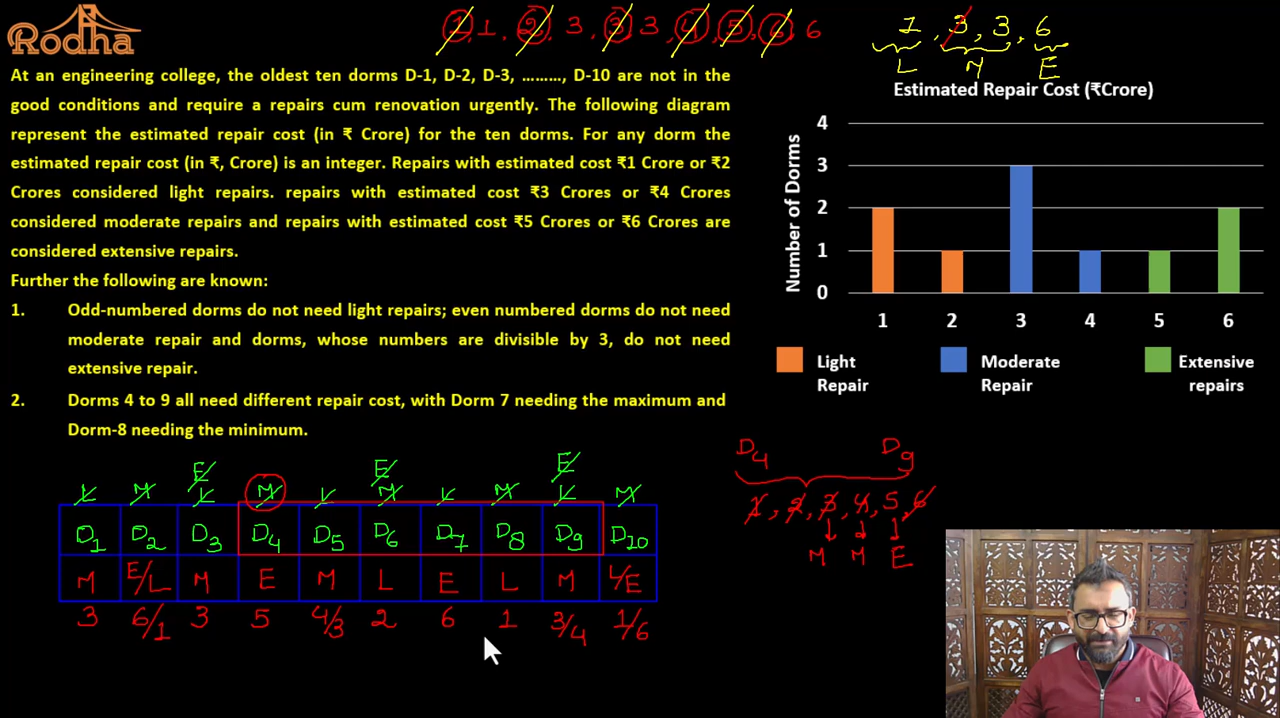 Rodha
1, 1, 2, 3, 3, 3, 4, 5, 6, 6
1, 3, 3, 6
L M E
At an engineering college, the oldest ten dorms D-1, D-2, D-3, ………, D-10 are not in the
good conditions and require a repairs cum renovation urgently. The following diagram
represent the estimated repair cost (in ₹ Crore) for the ten dorms. For any dorm the
estimated repair cost (in ₹, Crore) is an integer. Repairs with estimated cost ₹1 Crore or ₹2
Crores considered light repairs. repairs with estimated cost ₹3 Crores or ₹4 Crores
considered moderate repairs and repairs with estimated cost ₹5 Crores or ₹6 Crores are
considered extensive repairs.
Further the following are known:
1. Odd-numbered dorms do not need light repairs; even numbered dorms do not need
moderate repair and dorms, whose numbers are divisible by 3, do not need
extensive repair.
2. Dorms 4 to 9 all need different repair cost, with Dorm 7 needing the maximum and
Dorm-8 needing the minimum.
Estimated Repair Cost (₹Crore)
Number of Dorms
4
3
2
1
0
1 2 3 4 5 6
Light Repair
Moderate Repair
Extensive repairs
E E E
L M L M L M L M L M
D1 D2 D3 D4 D5 D6 D7 D8 D9 D10
M E/L M E M L E L M L/E
3 6/1 3 5 4/3 2 6 1 3/4 1/6
D4 D9
1, 2, 3, 4, 5, 6
M M E